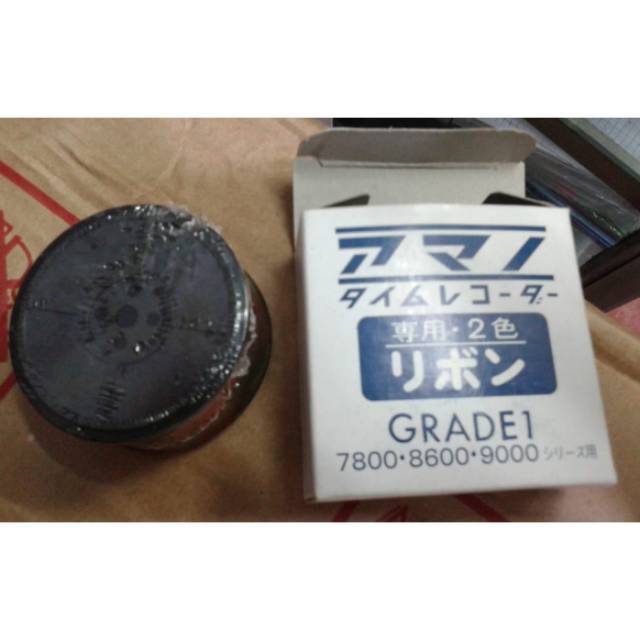 アマノ
タイムレコーダー
専用・2色
リボン
GRADE1
7800・8600・9000シリーズ用